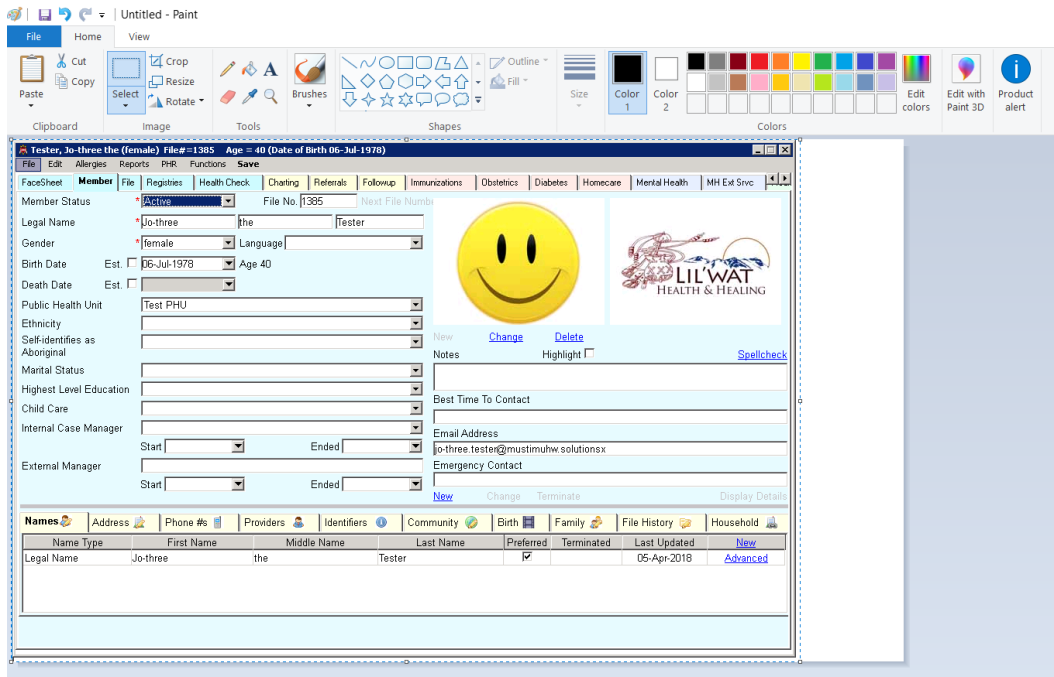 Untitled - Paint
File Home View
Paste Cut Copy Select Crop Resize Rotate Brushes Outline Fill Size Color 1 Color 2 Edit colors Edit with Paint 3D Product alert
Clipboard Image Tools Shapes Colors
Tester, Jo-three the (female) File#=1385 Age = 40 (Date of Birth 06-Jul-1978)
File Edit Allergies Reports PHR Functions Save
FaceSheet Member File Registries Health Check Charting Referrals Followup Immunizations Obstetrics Diabetes Homecare Mental Health MH Ext Srvc
Member Status * Active File No. 1385 Next File Numb
Legal Name * Jo-three the Tester
Gender * female Language
Birth Date Est. 06-Jul-1978 Age 40
Death Date Est.
Public Health Unit Test PHU
Ethnicity
Self-identifies as
Aboriginal
Marital Status
Highest Level Education
Child Care
Internal Case Manager
Start Ended
External Manager
Start Ended
LIL'WAT
HEALTH & HEALING
New Change Delete
Notes Highlight Spellcheck
Best Time To Contact
Email Address
jo-three.tester@mustimuhw.solutionsx
Emergency Contact
New Change Terminate Display Details
Names Address Phone #s Providers Identifiers Community Birth Family File History Household
Name Type First Name Middle Name Last Name Preferred Terminated Last Updated New
Legal Name Jo-three the Tester 05-Apr-2018 Advanced